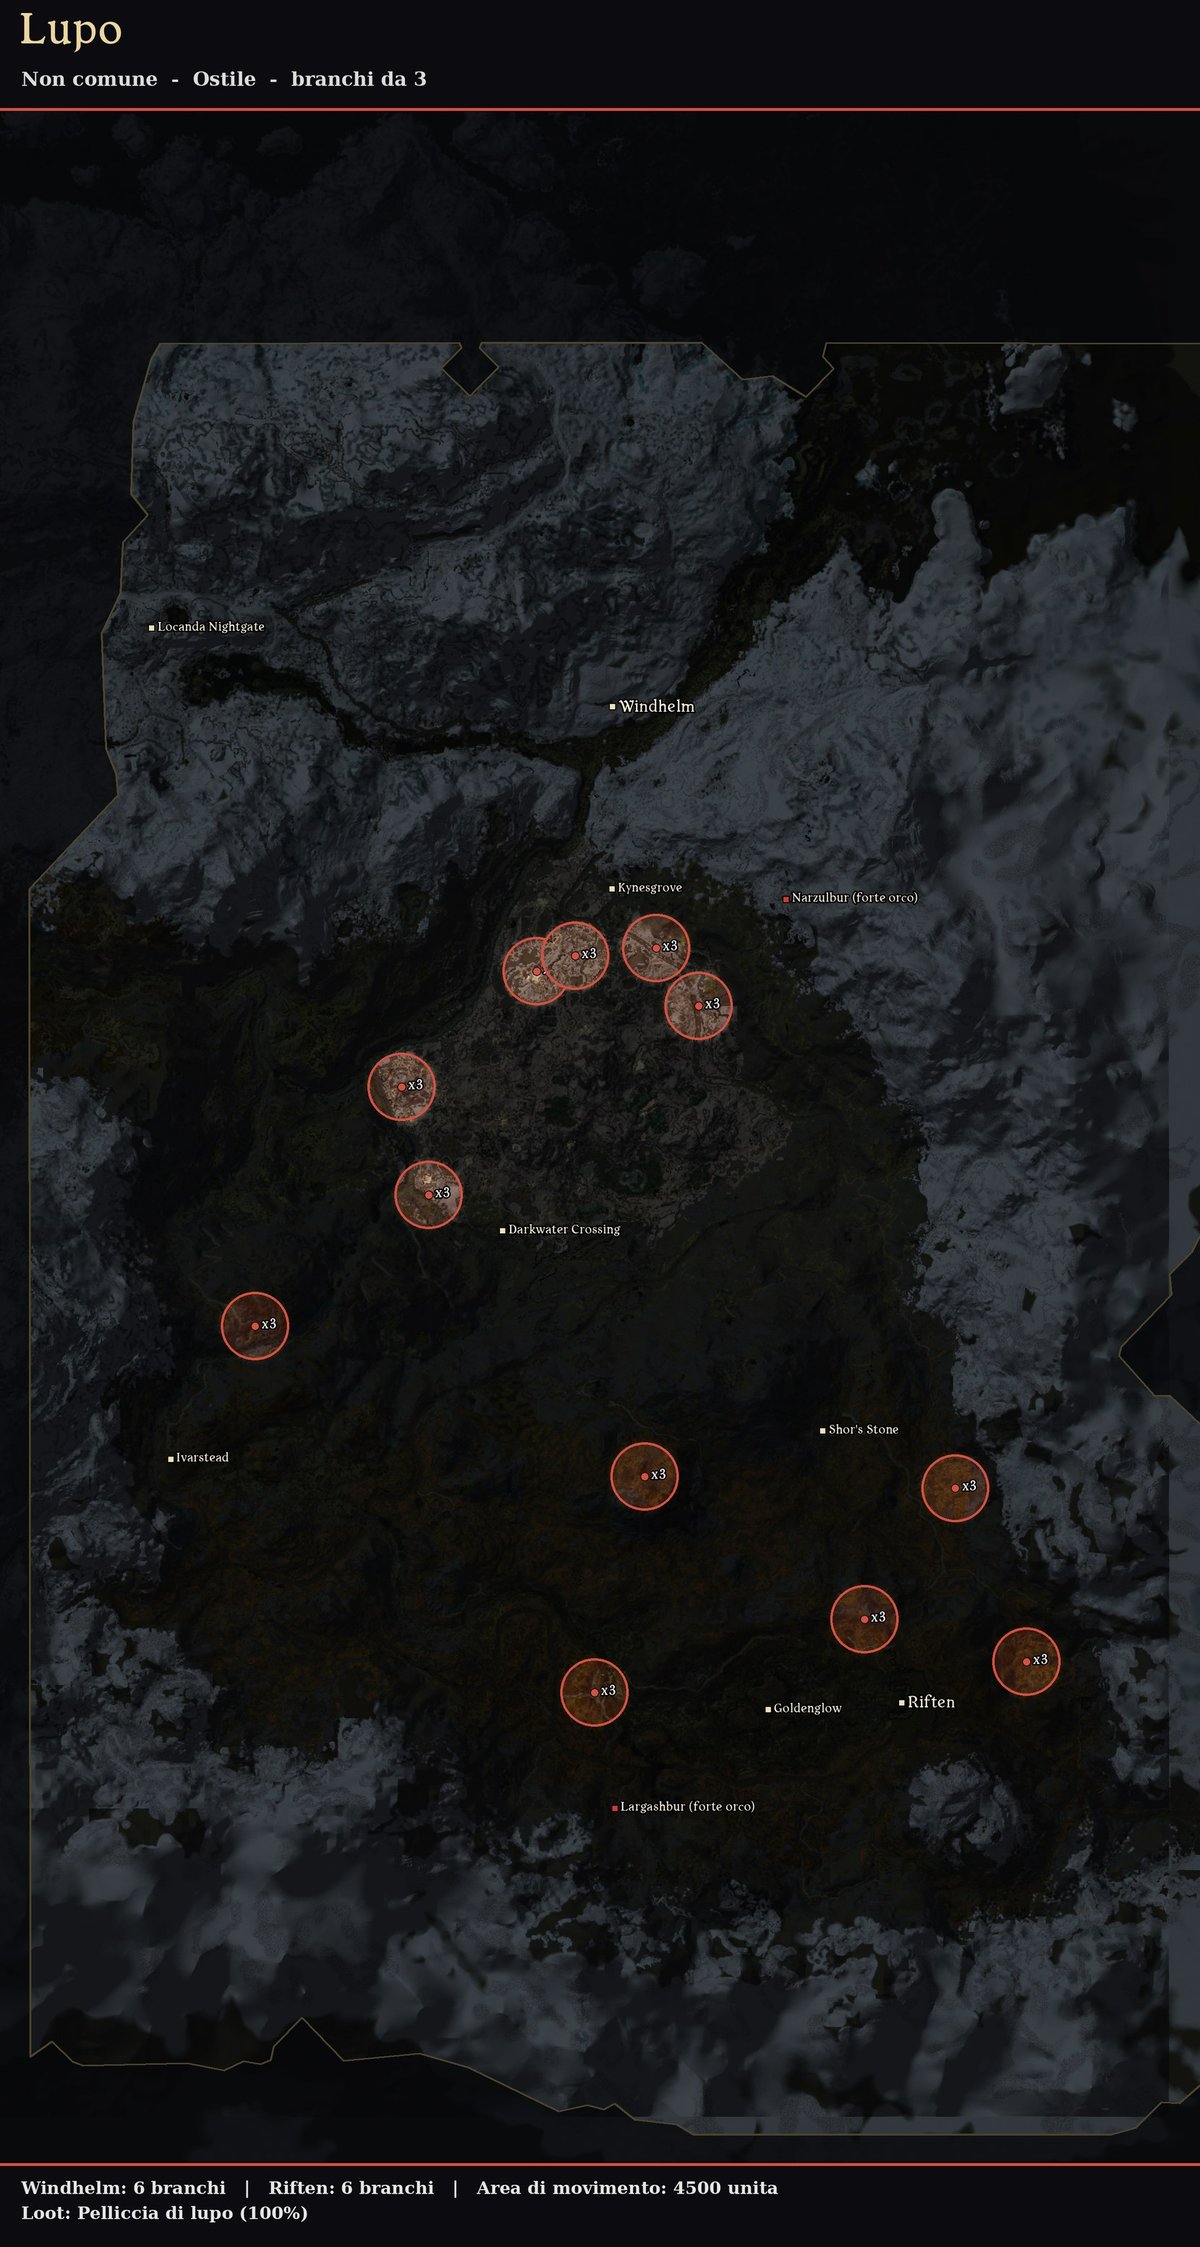 Lupo
Non comune - Ostile - branchi da 3
Locanda Nightgate
Windhelm
Kynesgrove
Narzulbur (forte orco)
x3
x3
x3
x3
x3
Darkwater Crossing
x3
Shor's Stone
Ivarstead
x3
x3
x3
x3
x3
Riften
Goldenglow
Largashbur (forte orco)
Windhelm: 6 branchi | Riften: 6 branchi | Area di movimento: 4500 unita
Loot: Pelliccia di lupo (100%)